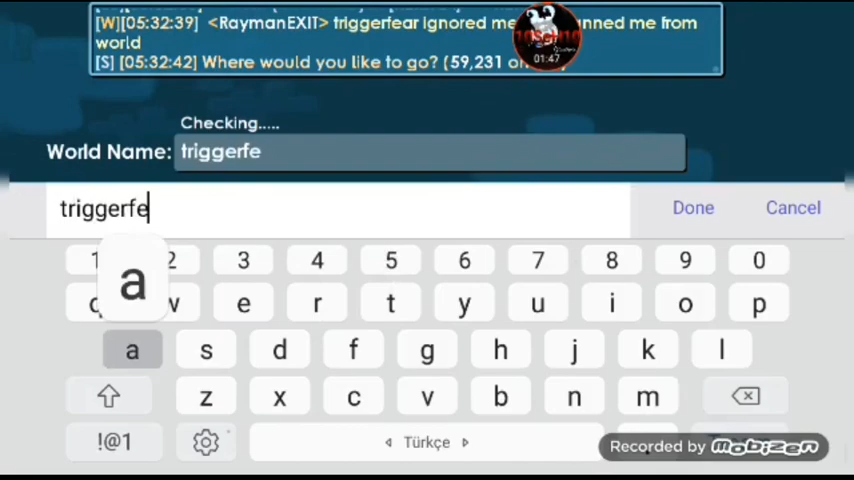 [W][05:32:39] <RaymanEXIT> triggerfear ignored me nned me from
world
[S] [05:32:42] Where would you like to go? (59,231 on
01:47
Checking.....
World Name: triggerfe
triggerfe Done Cancel
1 2 3 4 5 6 7 8 9 0
q w e r t y u i o p
a
a s d f g h j k l
z x c v b n m
!@1 Türkçe
Recorded by mobizen